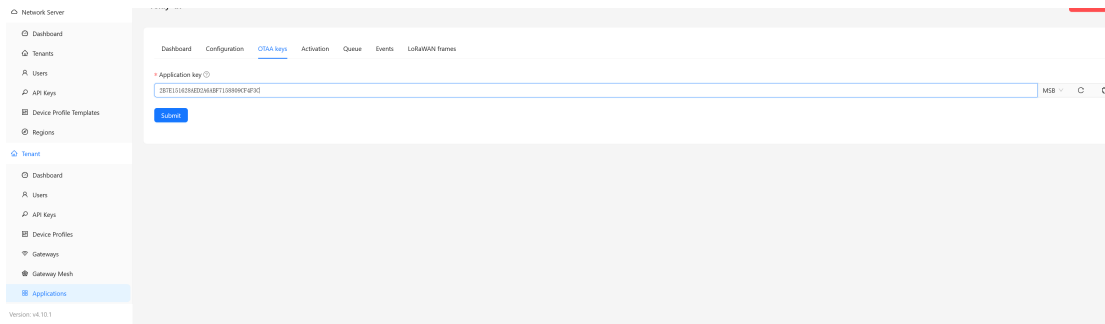 Network Server
Dashboard
Tenants
Users
API Keys
Device Profile Templates
Regions
Tenant
Dashboard
Users
API Keys
Device Profiles
Gateways
Gateway Mesh
Applications
Version: v4.10.1
Dashboard Configuration OTAA keys Activation Queue Events LoRaWAN frames
* Application key
2B7E151628AED2A6ABF7158809CF4F3C
MSB
Submit